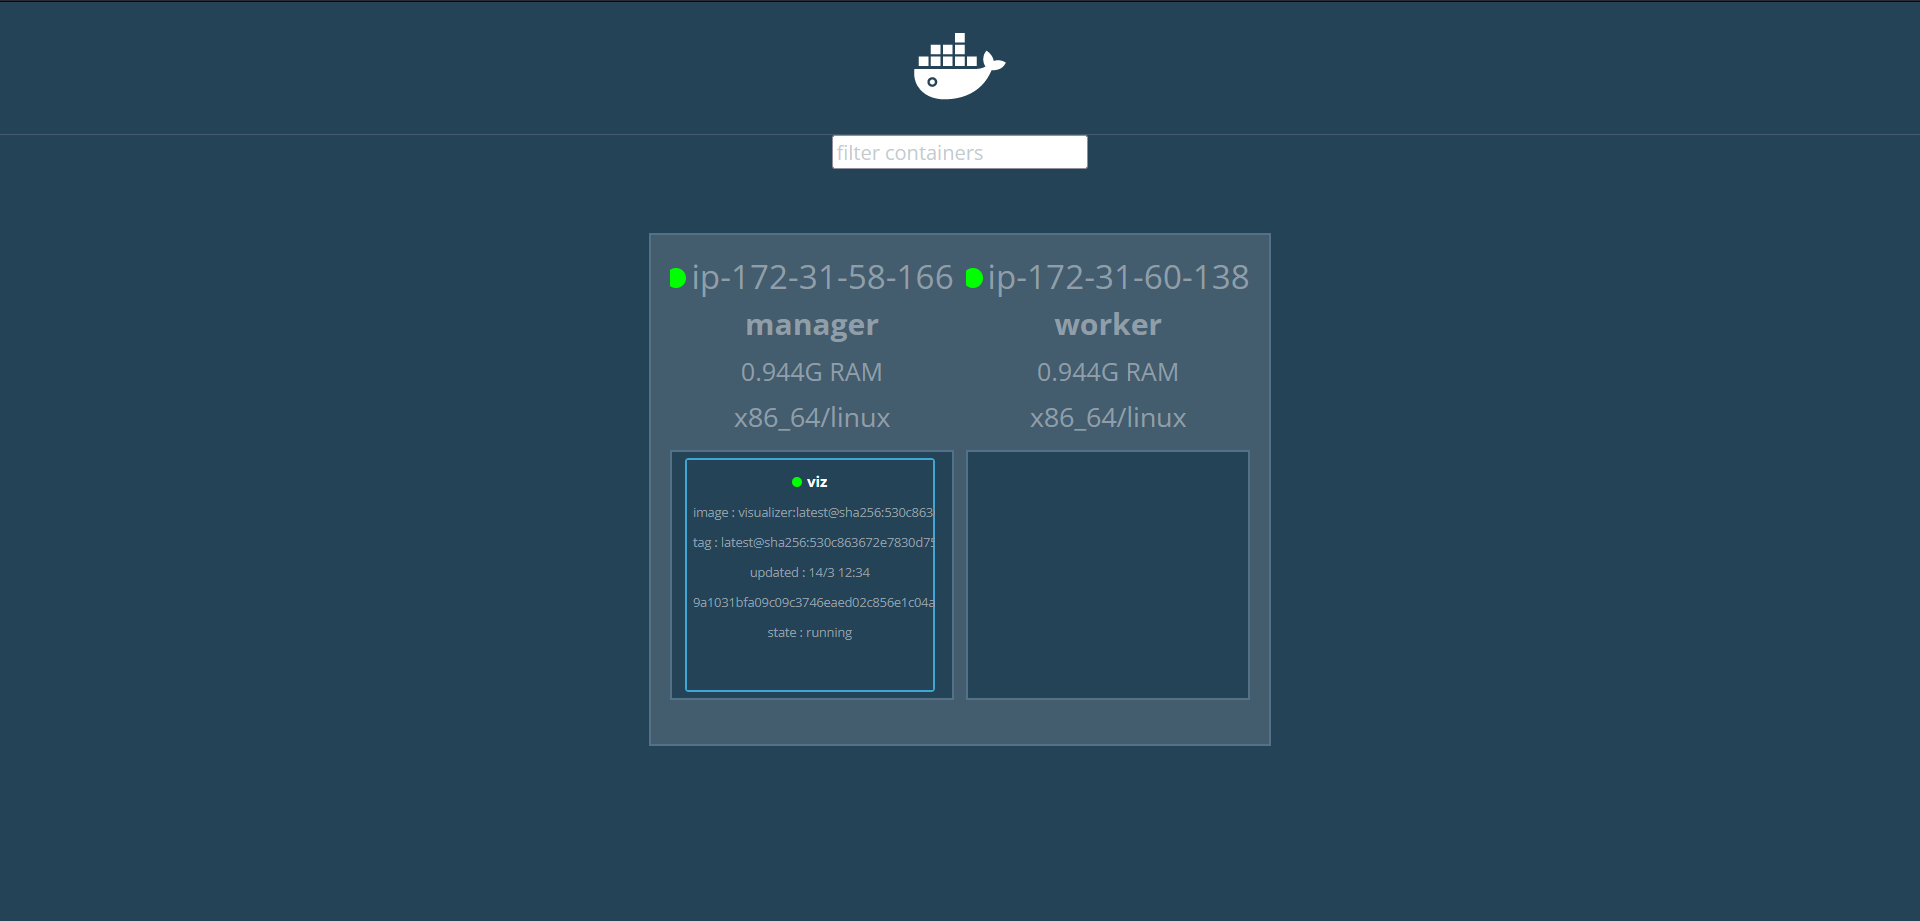 filter containers
ip-172-31-58-166
manager
0.944G RAM
x86_64/linux
viz
image : visualizer:latest@sha256:530c863
tag : latest@sha256:530c863672e7830d75
updated : 14/3 12:34
9a1031bfa09c09c3746eaed02c856e1c04a
state : running
ip-172-31-60-138
worker
0.944G RAM
x86_64/linux